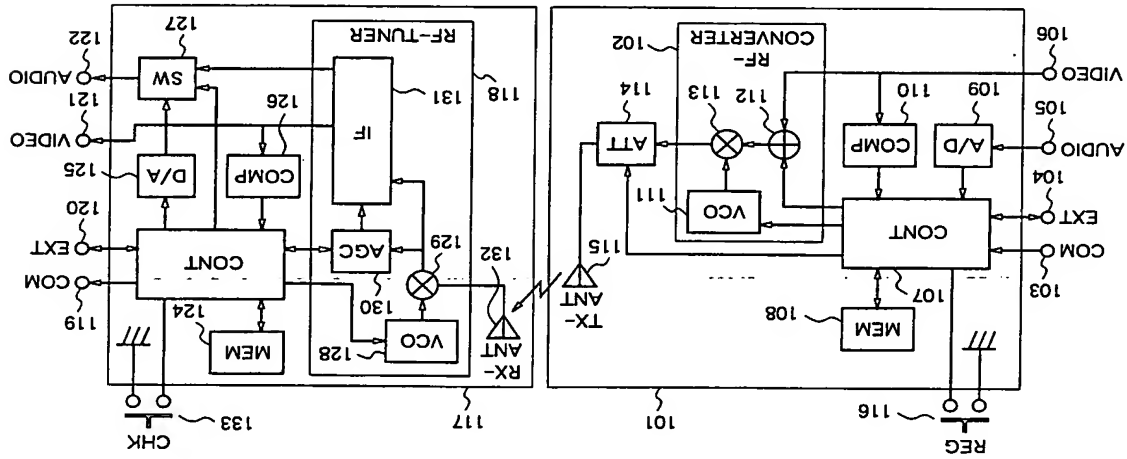 REG
116
101
117
CHK
133
MEM
108
107
COM
103
EXT
104
AUDIO
105
VIDEO
106
CONT
A/D
109
COMP
110
VCO
111
112
113
RF-
CONVERTER
102
ATT
114
TX-
ANT
115
RX-
ANT
132
VCO
128
129
AGC
130
IF
131
RF-TUNER
118
MEM
124
CONT
COMP
126
D/A
125
SW
127
COM
119
EXT
120
VIDEO
121
AUDIO
122